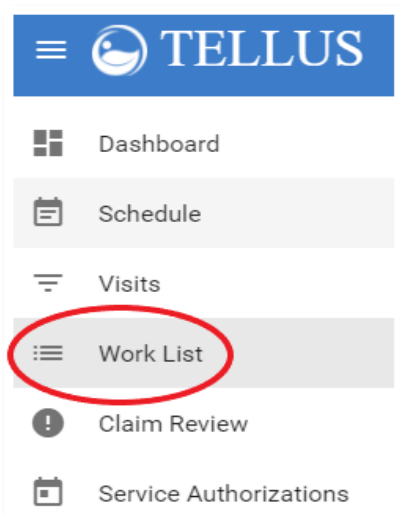 TELLUS
Dashboard
Schedule
Visits
Work List
Claim Review
Service Authorizations